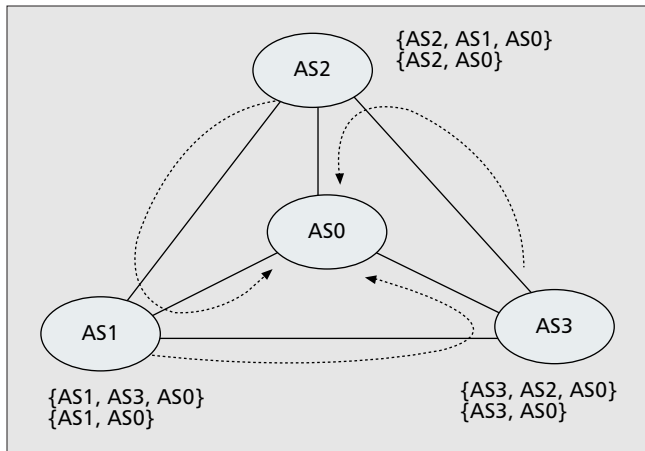 {AS2, AS1, AS0}
{AS2, AS0}
AS2
AS0
AS1
AS3
{AS1, AS3, AS0}
{AS1, AS0}
{AS3, AS2, AS0}
{AS3, AS0}